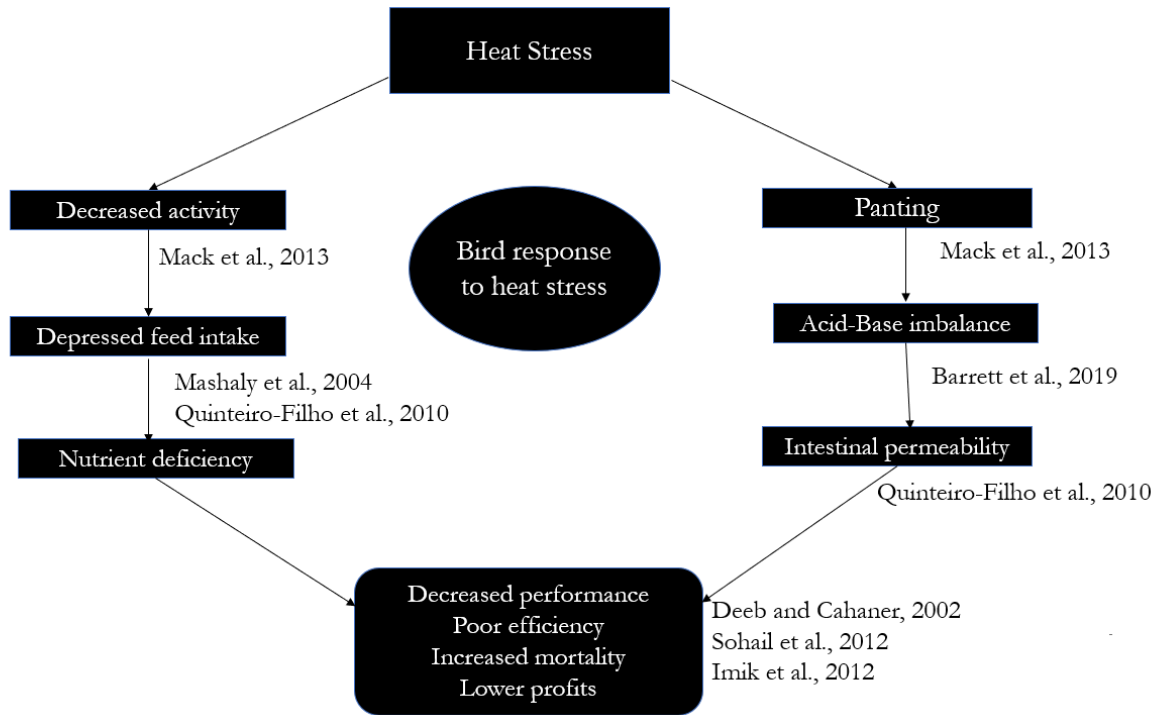 Heat Stress
Decreased activity
Panting
Mack et al., 2013
Mack et al., 2013
Bird response
to heat stress
Depressed feed intake
Acid-Base imbalance
Mashaly et al., 2004
Quinteiro-Filho et al., 2010
Barrett et al., 2019
Nutrient deficiency
Intestinal permeability
Quinteiro-Filho et al., 2010
Decreased performance
Poor efficiency
Increased mortality
Lower profits
Deeb and Cahaner, 2002
Sohail et al., 2012
Imik et al., 2012